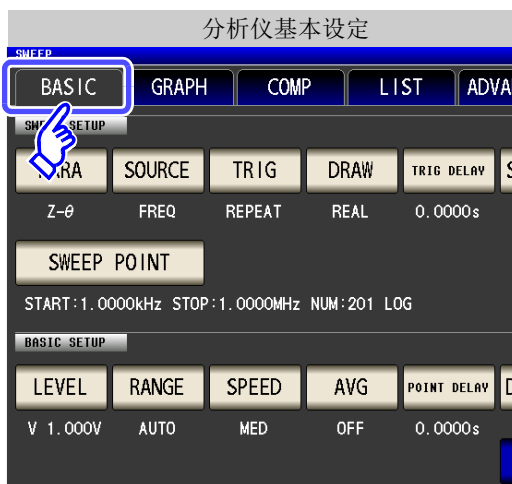 分析仪基本设定
SWEEP
BASIC GRAPH COMP LIST ADVA
SWEEP SETUP
PARA SOURCE TRIG DRAW TRIG DELAY S
Z-θ FREQ REPEAT REAL 0.0000s
SWEEP POINT
START:1.0000kHz STOP:1.0000MHz NUM:201 LOG
BASIC SETUP
LEVEL RANGE SPEED AVG POINT DELAY D
V 1.000V AUTO MED OFF 0.0000s